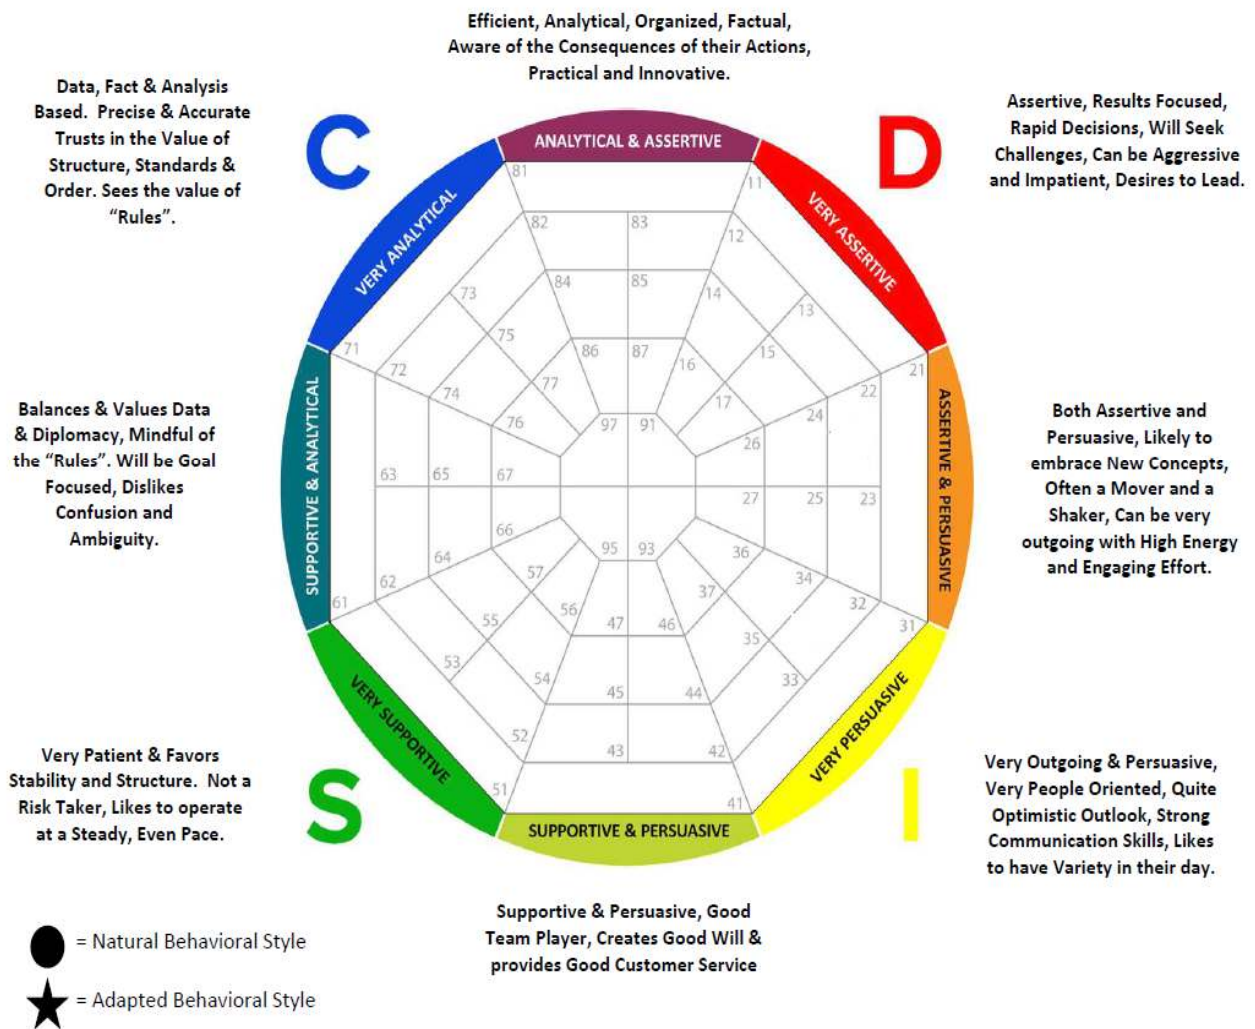 Efficient, Analytical, Organized, Factual,
Aware of the Consequences of their Actions,
Practical and Innovative.
Data, Fact & Analysis
Based. Precise & Accurate
Trusts in the Value of
Structure, Standards &
Order. Sees the value of
“Rules”.
C
D
Assertive, Results Focused,
Rapid Decisions, Will Seek
Challenges, Can be Aggressive
and Impatient, Desires to Lead.
ANALYTICAL & ASSERTIVE
VERY ANALYTICAL
VERY ASSERTIVE
81
11
82
83
12
73
84
85
14
13
75
86
87
16
15
71
72
74
77
17
22
21
76
97
91
26
24
63
65
67
27
25
23
66
95
93
36
64
57
37
34
62
61
56
47
46
32
31
55
35
53
54
45
44
33
52
43
42
51
41
SUPPORTIVE & ANALYTICAL
ASSERTIVE & PERSUASIVE
Balances & Values Data
& Diplomacy, Mindful of
the “Rules”. Will be Goal
Focused, Dislikes
Confusion and
Ambiguity.
Both Assertive and
Persuasive, Likely to
embrace New Concepts,
Often a Mover and a
Shaker, Can be very
outgoing with High Energy
and Engaging Effort.
VERY SUPPORTIVE
VERY PERSUASIVE
SUPPORTIVE & PERSUASIVE
Very Patient & Favors
Stability and Structure. Not a
Risk Taker, Likes to operate
at a Steady, Even Pace.
S
I
Very Outgoing & Persuasive,
Very People Oriented, Quite
Optimistic Outlook, Strong
Communication Skills, Likes
to have Variety in their day.
Supportive & Persuasive, Good
Team Player, Creates Good Will &
provides Good Customer Service
= Natural Behavioral Style
= Adapted Behavioral Style